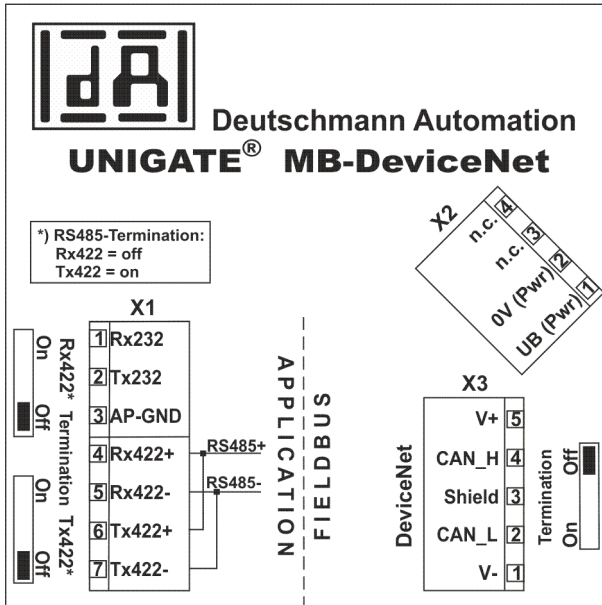 dA
Deutschmann Automation
UNIGATE® MB-DeviceNet
*) RS485-Termination:
Rx422 = off
Tx422 = on
X1
1 Rx232
2 Tx232
3 AP-GND
4 Rx422+
5 Rx422-
6 Tx422+
7 Tx422-
On Off
Rx422* Termination Tx422*
On Off
RS485+
RS485-
APPLICATION
FIELDBUS
X2
n.c. 4
n.c. 3
0V (Pwr) 2
UB (Pwr) 1
X3
DeviceNet
V+ 5
CAN_H 4
Shield 3
CAN_L 2
V- 1
Termination
On Off